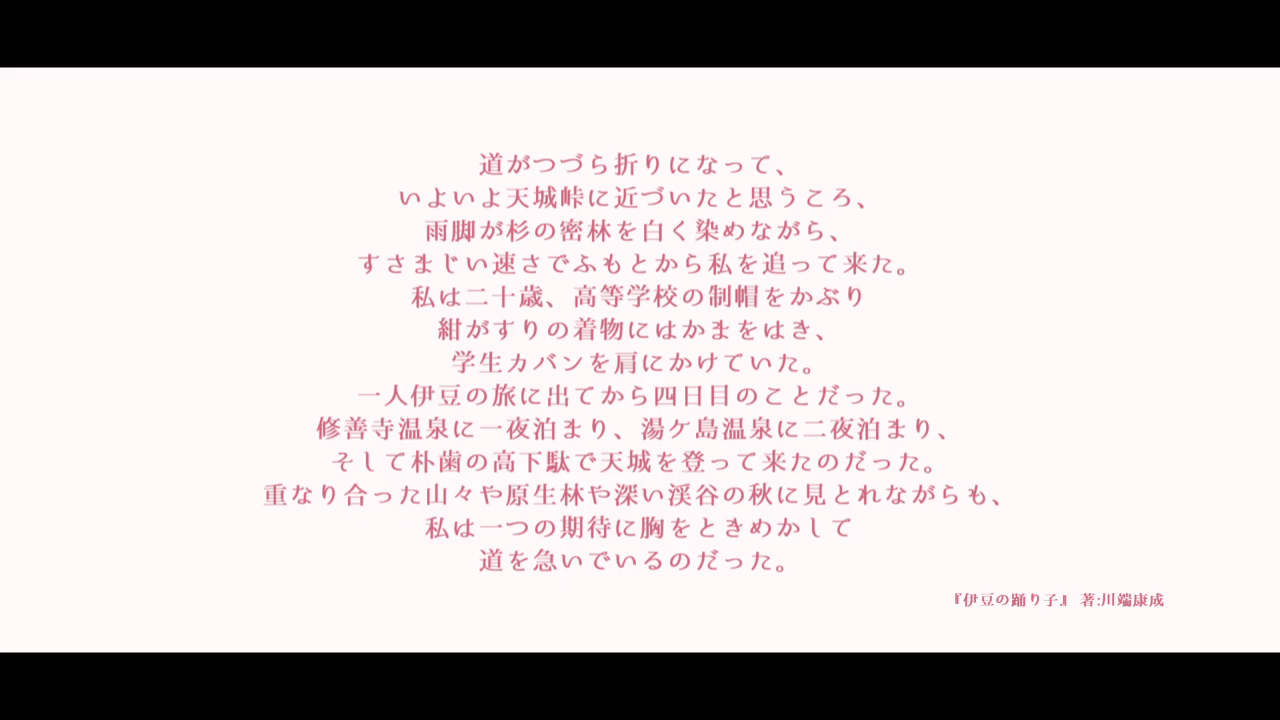 道がつづら折りになって、
いよいよ天城峠に近づいたと思うころ、
雨脚が杉の密林を白く染めながら、
すさまじい速さでふもとから私を追って来た。
私は二十歳、高等学校の制帽をかぶり
紺がすりの着物にはかまをはき、
学生カバンを肩にかけていた。
一人伊豆の旅に出てから四日目のことだった。
修善寺温泉に一夜泊まり、湯ケ島温泉に二夜泊まり、
そして朴歯の高下駄で天城を登って来たのだった。
重なり合った山々や原生林や深い渓谷の秋に見とれながらも、
私は一つの期待に胸をときめかして
道を急いでいるのだった。
『伊豆の踊り子』 著:川端康成